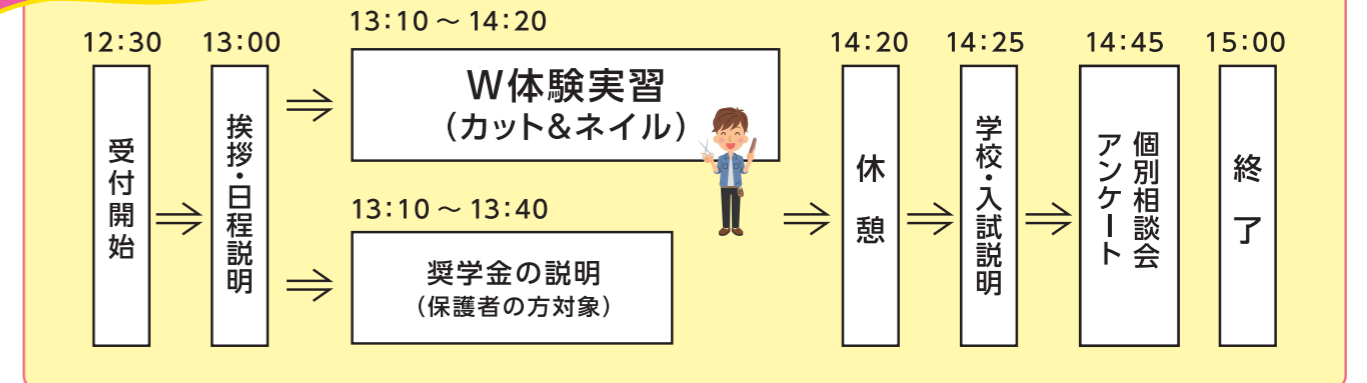 12:30
受付開始
13:00
挨拶・日程説明
13:10～14:20
W体験実習
（カット&ネイル）
13:10～13:40
奨学金の説明
（保護者の方対象）
14:20
休憩
14:25
学校・入試説明
14:45
個別相談会
アンケート
15:00
終了